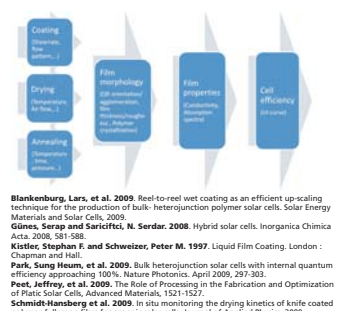 Coating
(Materials,
flow
pattern,...)
Drying
(Temperature,
Air flow,...)
Annealing
(Temperature
, time,
pressure,...)
Film
morphology
agglomeration,
film
crystallization)
Film
properties
(Conductivity,
Absorption
spectra)
Cell
efficiency
(I/U curve)
Blankenburg, Lars, et al. 2009. Reel-to-reel wet coating as an efficient up-scaling
technique for the production of bulk- heterojunction polymer solar cells. Solar Energy
Materials and Solar Cells, 2009.
Günes, Serap and Sariciftci, N. Serdar. 2008. Hybrid solar cells. Inorganica Chimica
Acta. 2008, 581-588.
Kistler, Stephan F. and Schweizer, Peter M. 1997. Liquid Film Coating. London :
Chapman and Hall.
Park, Sung Heum, et al. 2009. Bulk heterojunction solar cells with internal quantum
efficiency approaching 100%. Nature Photonics. April 2009, 297-303.
Peet, Jeffrey, et al. 2009. The Role of Processing in the Fabrication and Optimization
of Platic Solar Cells, Advanced Materials, 1521-1527.
Schmidt-Hansberg et al. 2009. In situ monitoring the drying kinetics of knife coated